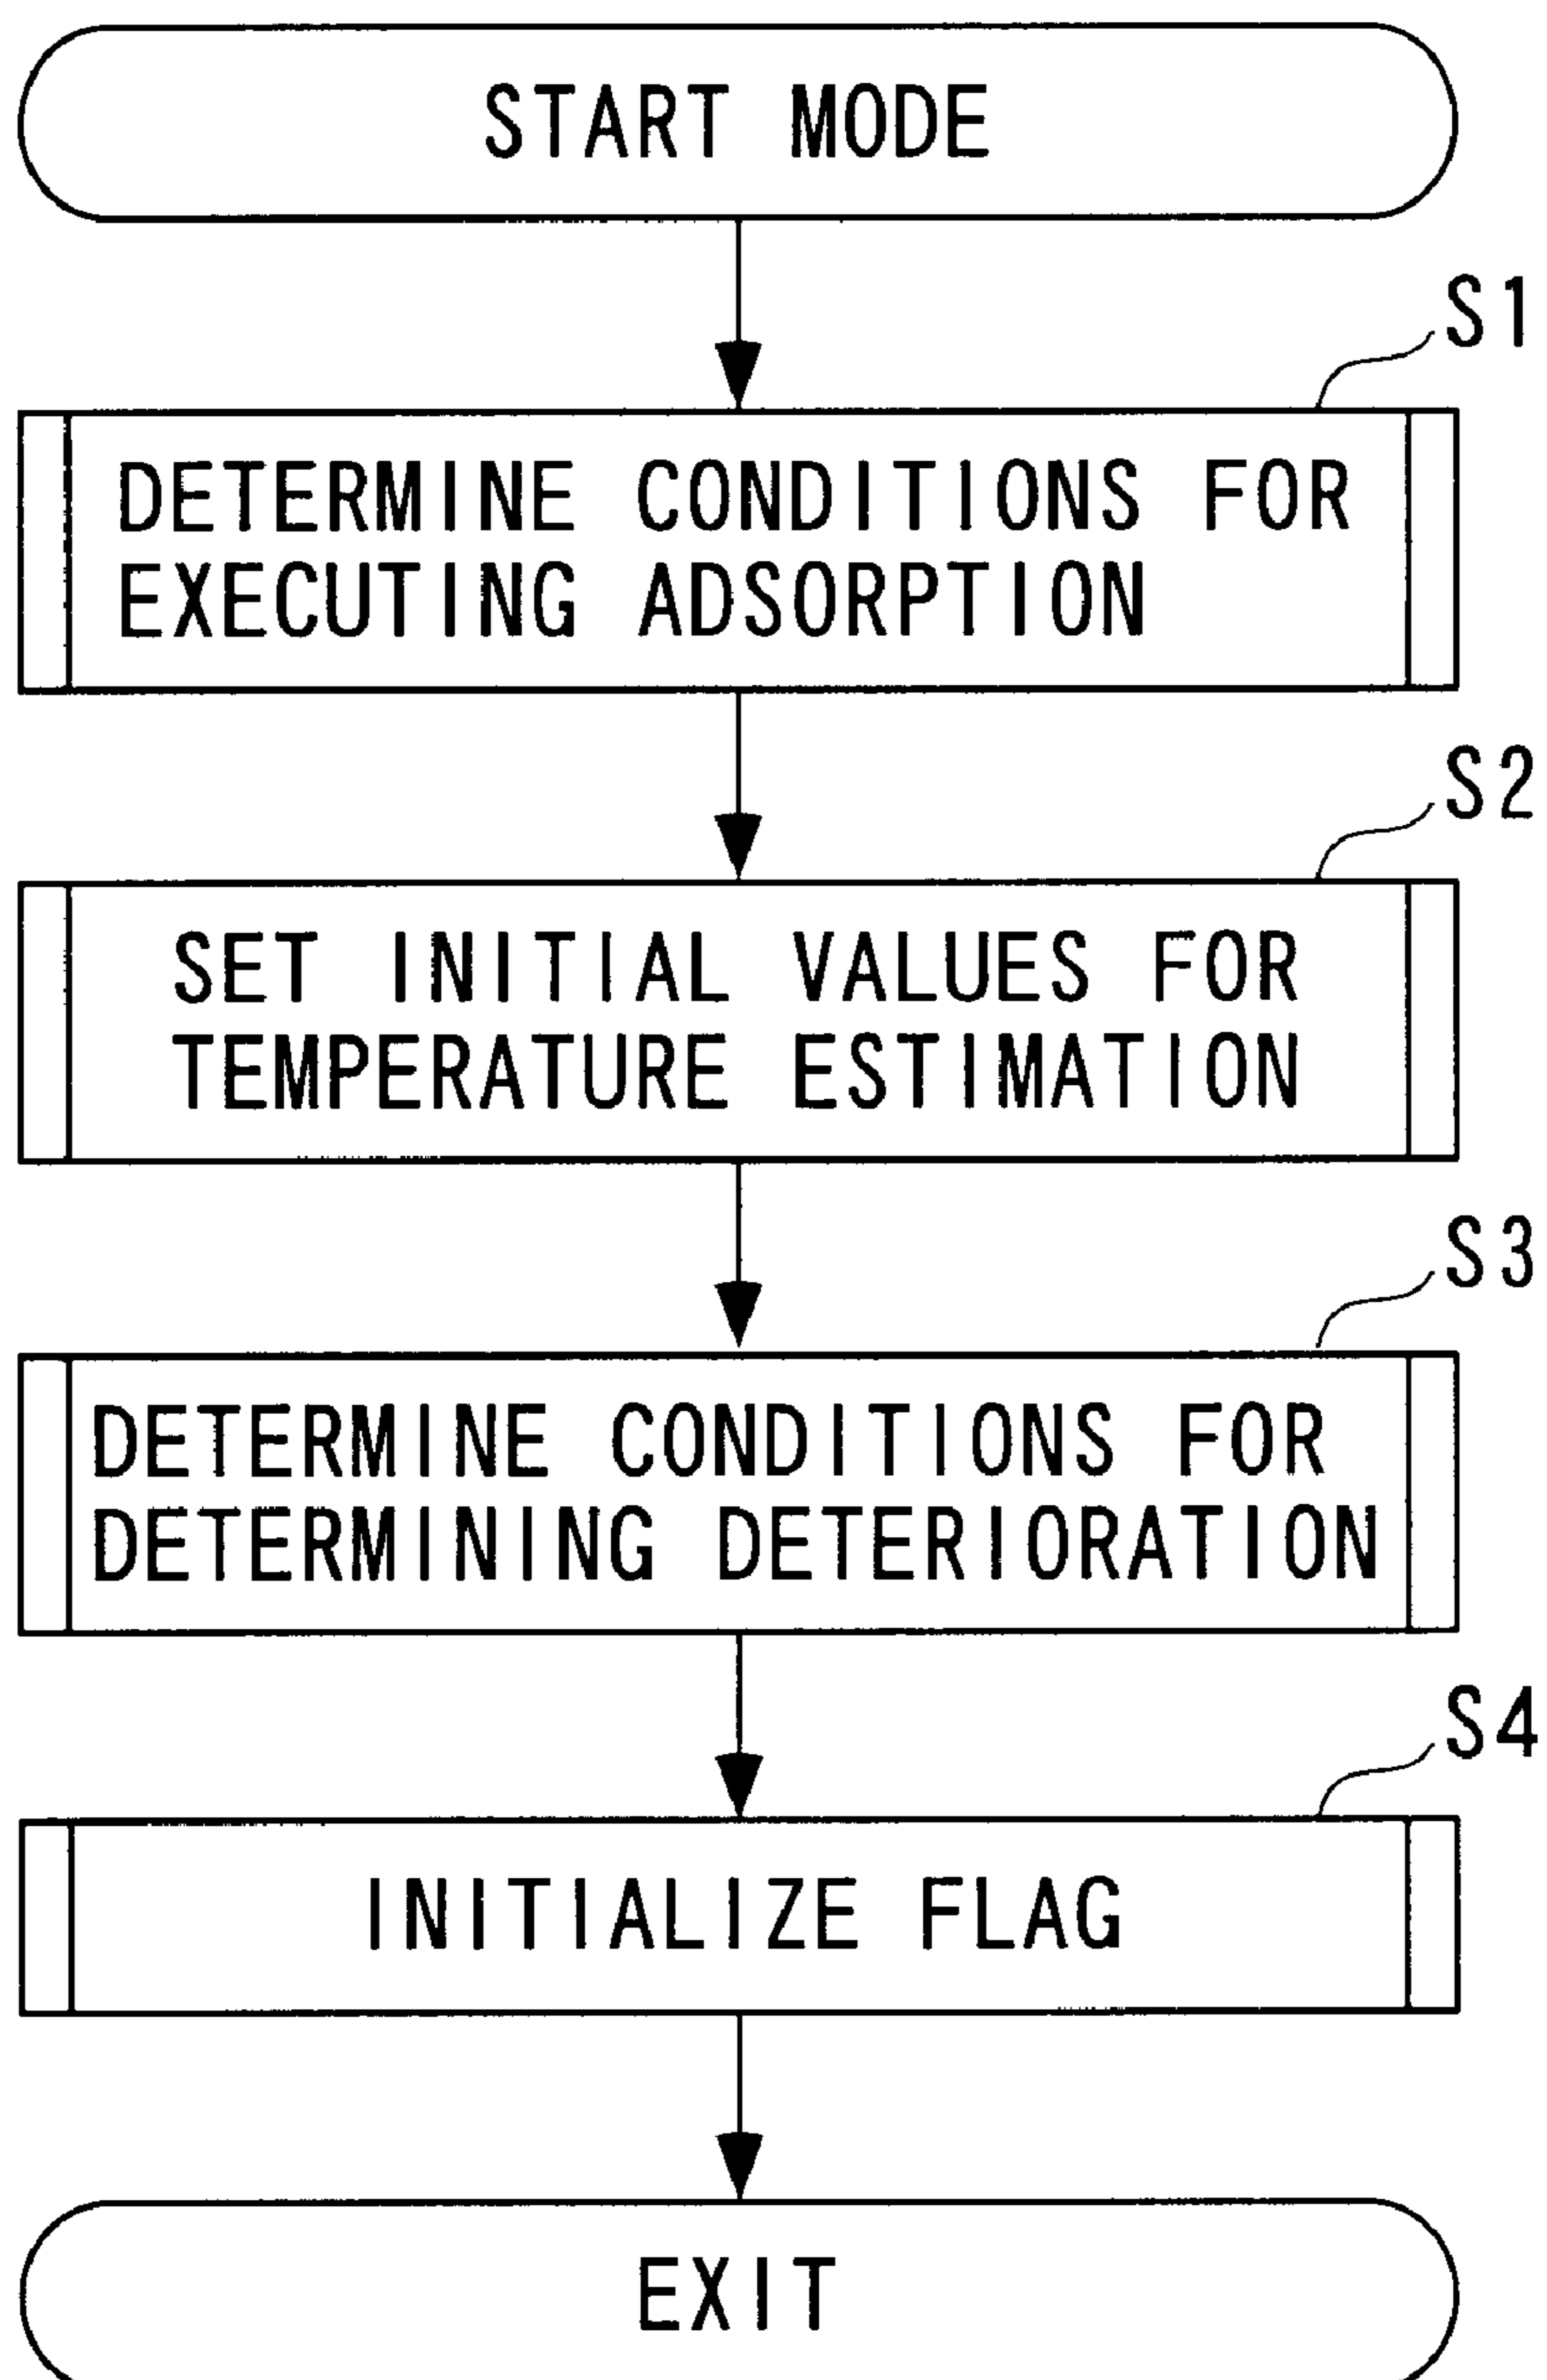 START MODE
S1
DETERMINE CONDITIONS FOR
EXECUTING ADSORPTION
S2
SET INITIAL VALUES FOR
TEMPERATURE ESTIMATION
S3
DETERMINE CONDITIONS FOR
DETERMINING DETERIORATION
S4
INITIALIZE FLAG
EXIT